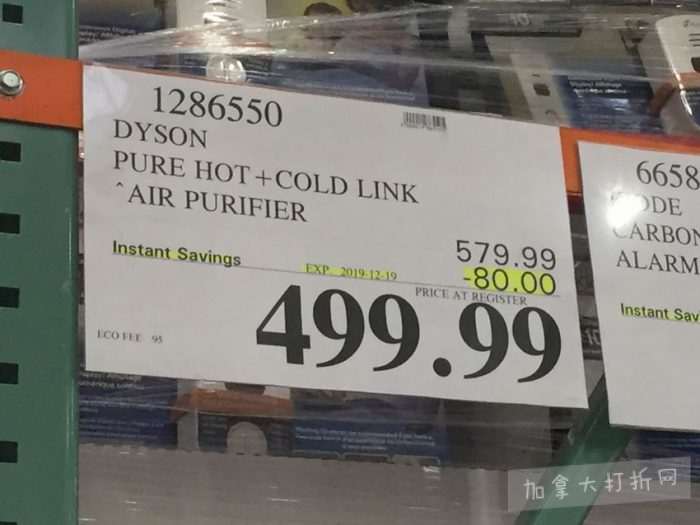 1286550
DYSON
PURE HOT+COLD LINK
^AIR PURIFIER
579.99
Instant Savings
EXP. 2019-12-19
-80.00
PRICE AT REGISTER
499.99
ECO FEE 95
6658
CARBON
ALARM
Instant Sav
加拿大打折网